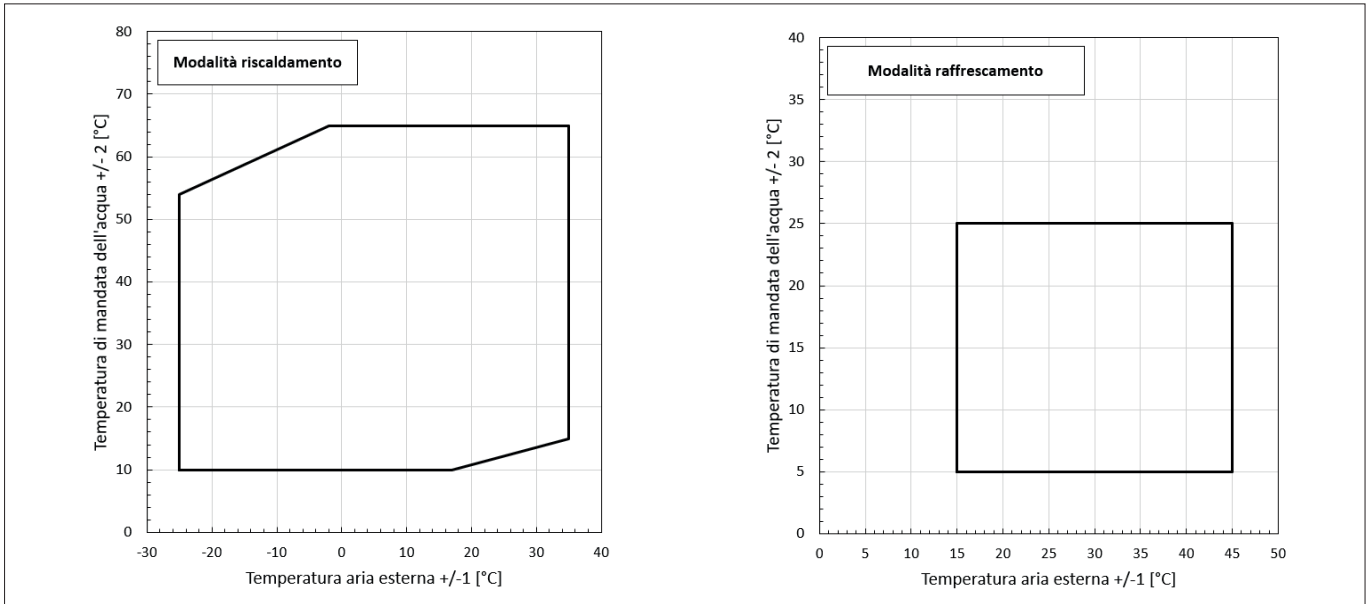 Modalità riscaldamento
Temperatura di mandata dell'acqua +/- 2 [°C]
80
70
60
50
40
30
20
10
0
-30 -20 -10 0 10 20 30 40
Temperatura aria esterna +/-1 [°C]
Modalità raffrescamento
Temperatura di mandata dell'acqua +/- 2 [°C]
40
35
30
25
20
15
10
5
0
0 5 10 15 20 25 30 35 40 45 50
Temperatura aria esterna +/-1 [°C]